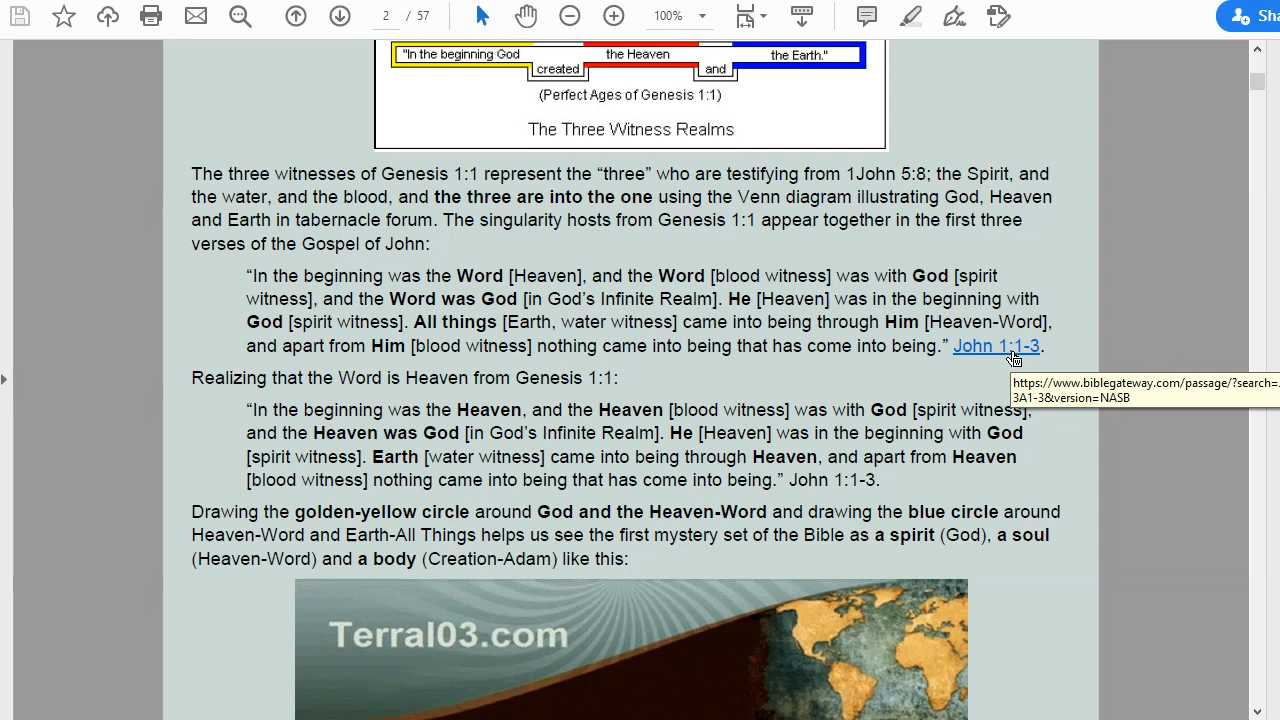 2 / 57
100%
Sha
"In the beginning God
the Heaven
the Earth."
created
and
(Perfect Ages of Genesis 1:1)
The Three Witness Realms
The three witnesses of Genesis 1:1 represent the “three” who are testifying from 1John 5:8; the Spirit, and
the water, and the blood, and the three are into the one using the Venn diagram illustrating God, Heaven
and Earth in tabernacle forum. The singularity hosts from Genesis 1:1 appear together in the first three
verses of the Gospel of John:
“In the beginning was the Word [Heaven], and the Word [blood witness] was with God [spirit
witness], and the Word was God [in God’s Infinite Realm]. He [Heaven] was in the beginning with
God [spirit witness]. All things [Earth, water witness] came into being through Him [Heaven-Word],
and apart from Him [blood witness] nothing came into being that has come into being.” John 1:1-3.
https://www.biblegateway.com/passage/?search=.
3A1-3&version=NASB
Realizing that the Word is Heaven from Genesis 1:1:
“In the beginning was the Heaven, and the Heaven [blood witness] was with God [spirit witness],
and the Heaven was God [in God’s Infinite Realm]. He [Heaven] was in the beginning with God
[spirit witness]. Earth [water witness] came into being through Heaven, and apart from Heaven
[blood witness] nothing came into being that has come into being.” John 1:1-3.
Drawing the golden-yellow circle around God and the Heaven-Word and drawing the blue circle around
Heaven-Word and Earth-All Things helps us see the first mystery set of the Bible as a spirit (God), a soul
(Heaven-Word) and a body (Creation-Adam) like this:
Terral03.com